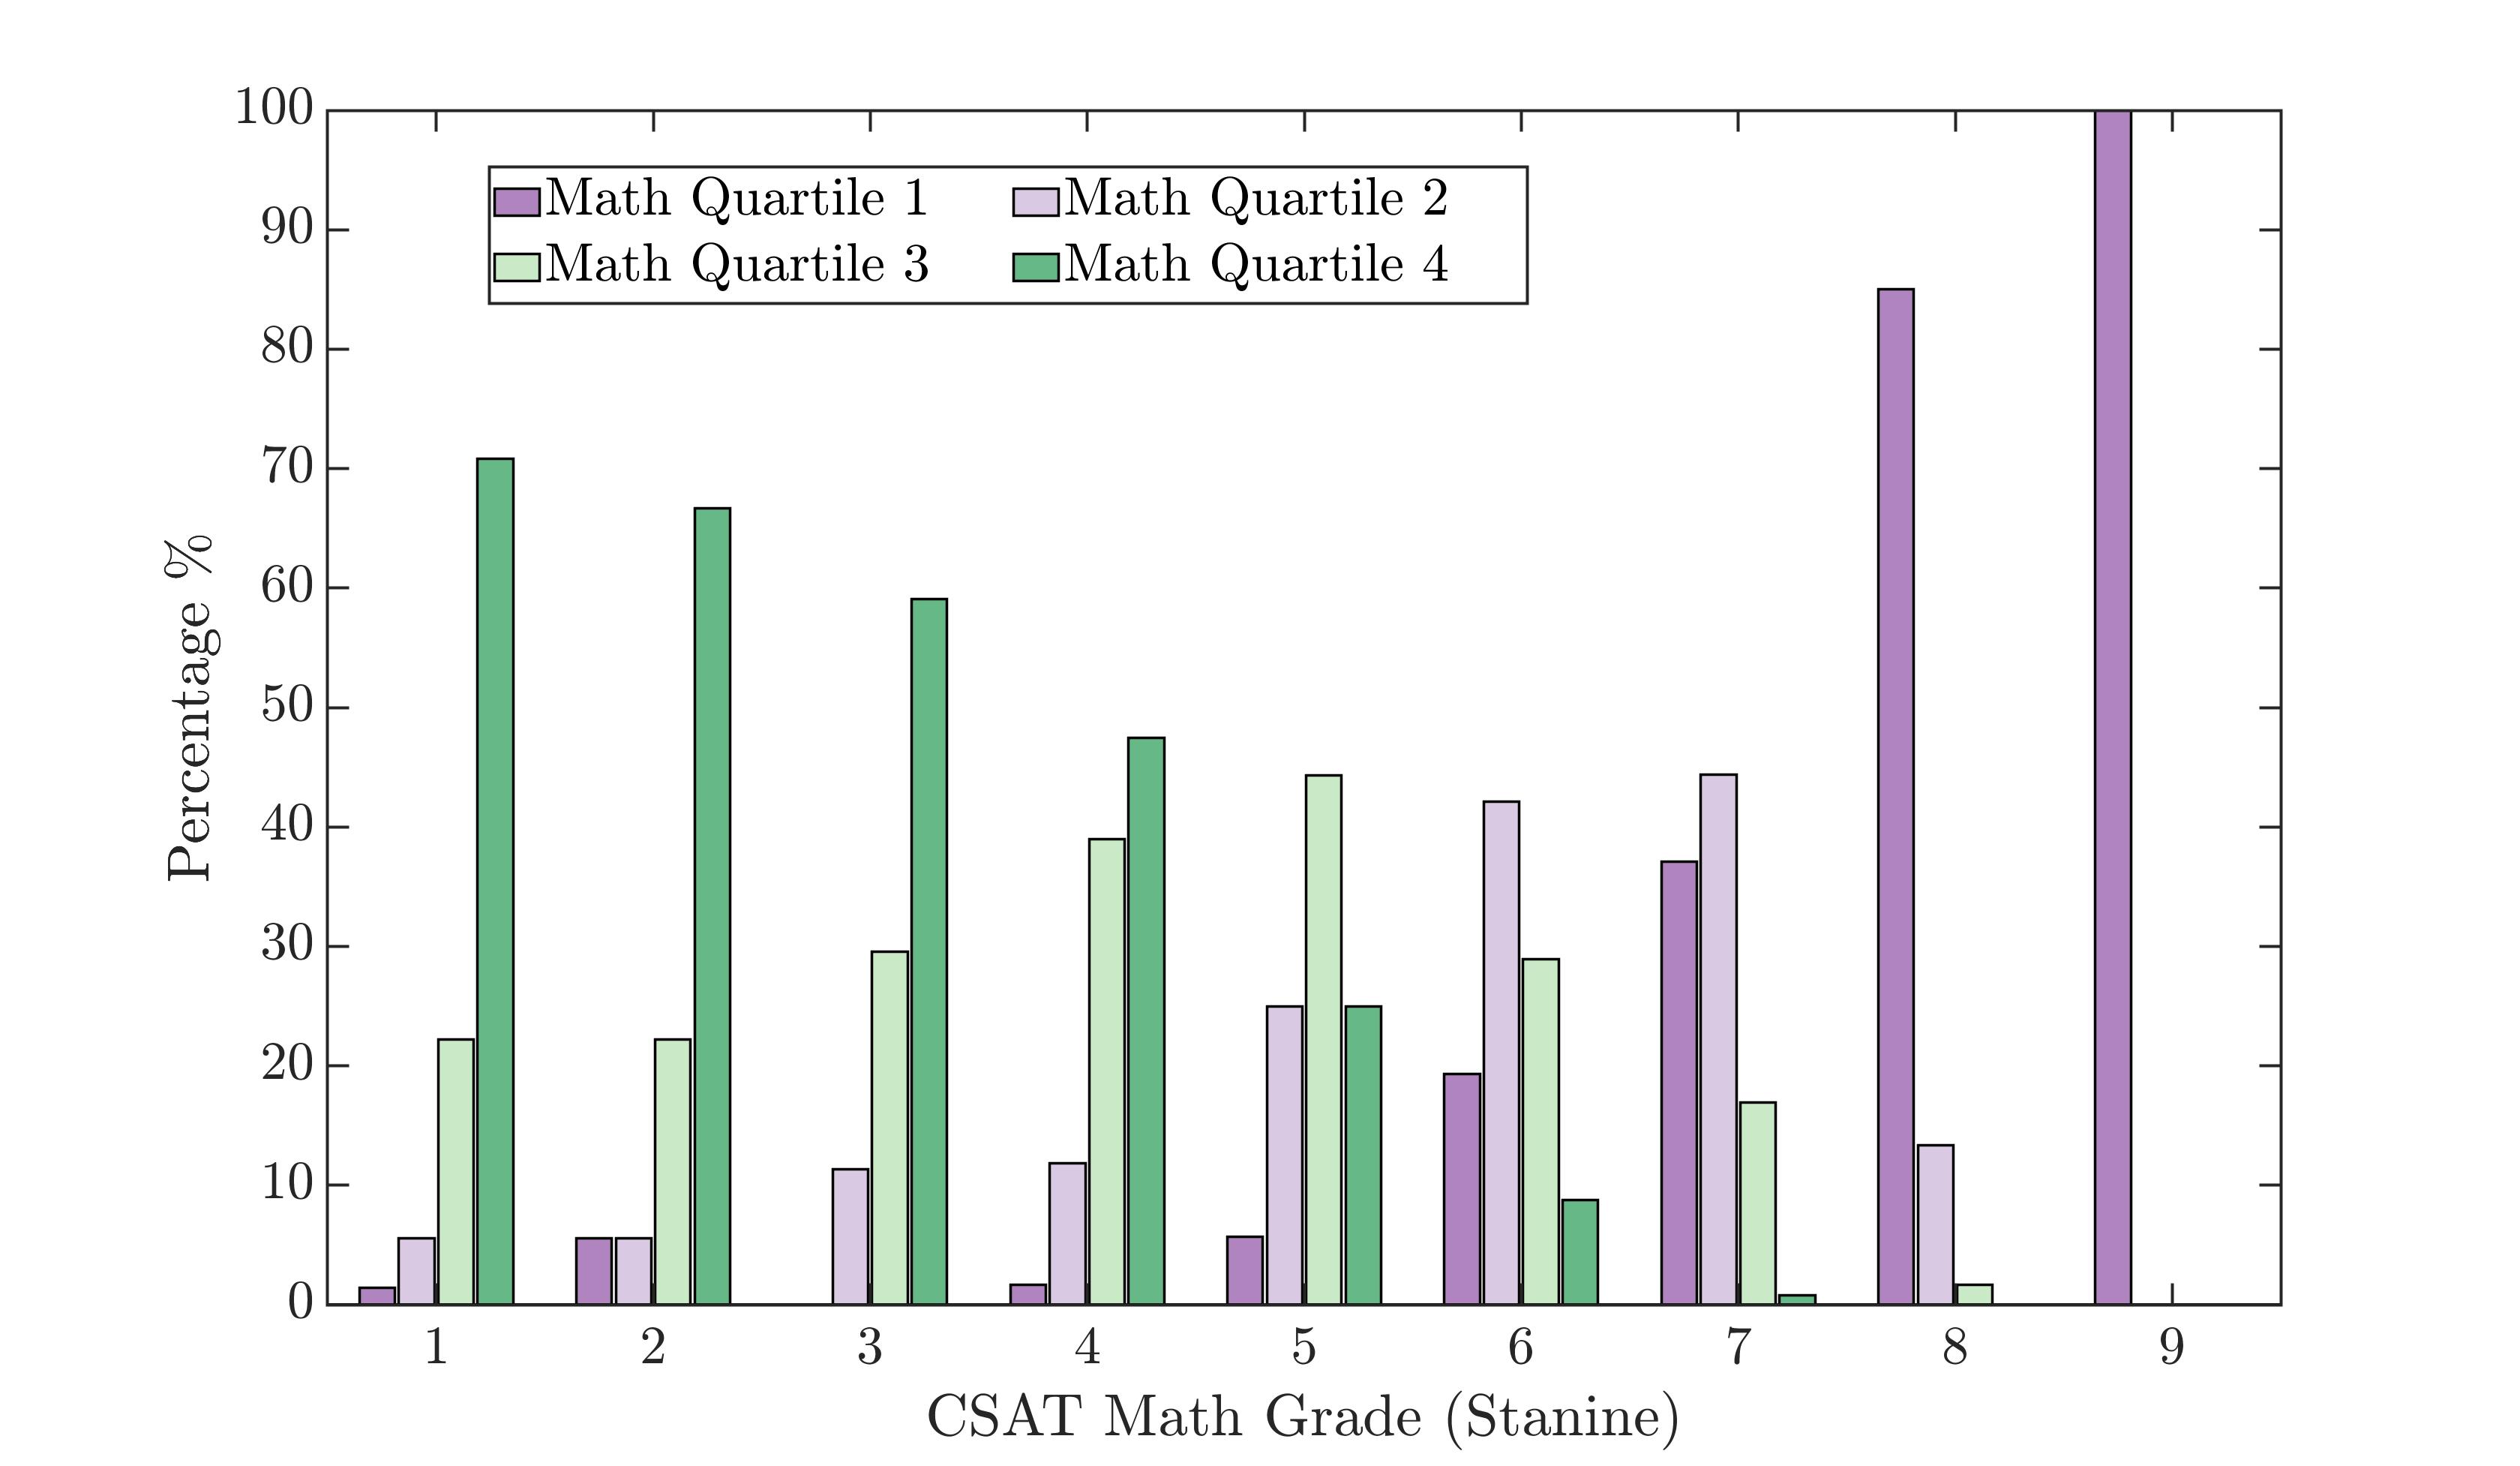 100
90
80
70
60
50
40
30
20
10
0
Percentage %
Math Quartile 1 Math Quartile 2
Math Quartile 3 Math Quartile 4
1 2 3 4 5 6 7 8 9
CSAT Math Grade (Stanine)